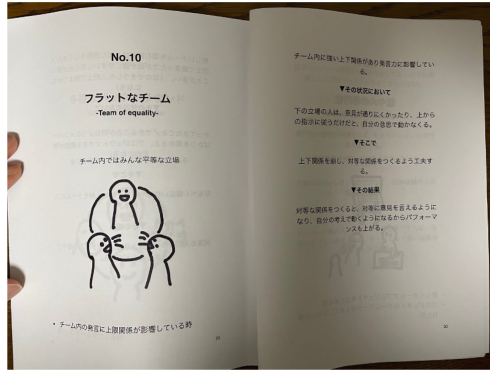 No.10
フラットなチーム
-Team of equality-
チーム内ではみんな平等な立場
• チーム内の発言に上限関係が影響している時
チーム内に強い上下関係があり発言力に影響してい
る。
▼その状況において
下の立場の人は、意見が通りにくかったり、上から
の指示に従うだけだと、自分の意思で動かなくなる。
▼そこで
上下関係を崩し、対等な関係をつくるよう工夫す
る。
▼その結果
対等な関係をつくると、対等に意見を言えるように
なり、自分の考えで動くようになるからパフォーマ
ンスも上がる。